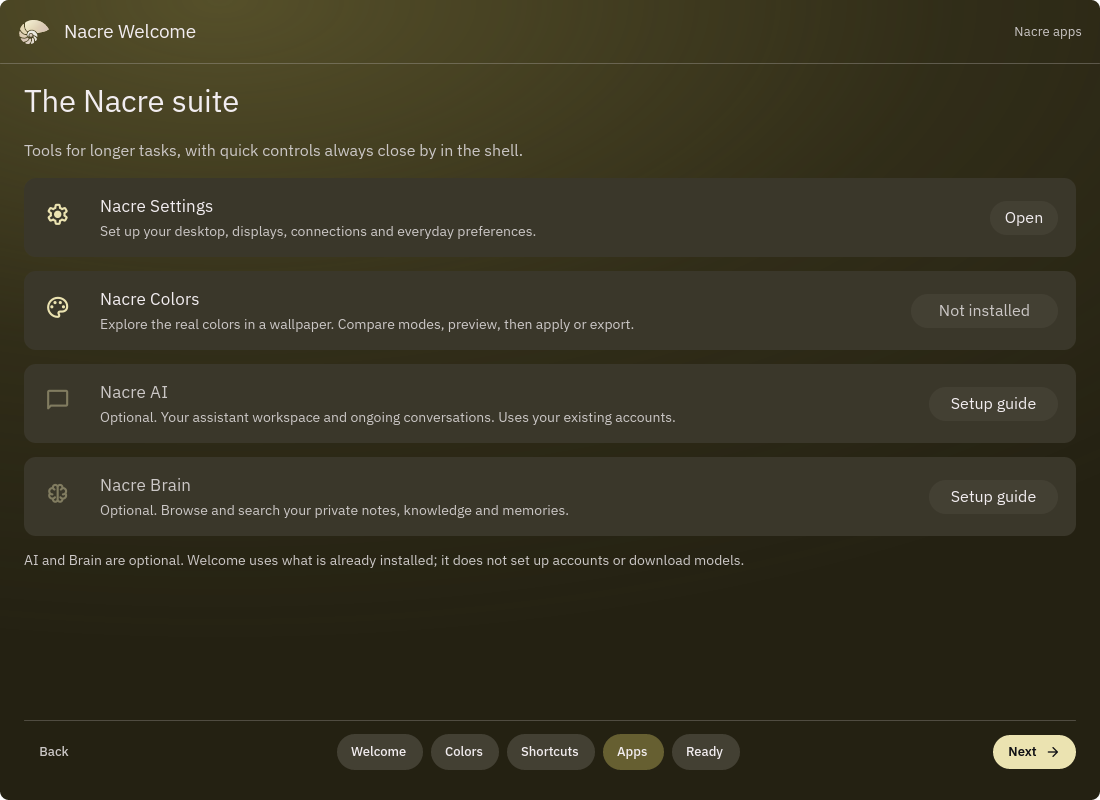 Nacre Welcome
Nacre apps
The Nacre suite
Tools for longer tasks, with quick controls always close by in the shell.
Nacre Settings
Set up your desktop, displays, connections and everyday preferences.
Open
Nacre Colors
Explore the real colors in a wallpaper. Compare modes, preview, then apply or export.
Not installed
Nacre AI
Optional. Your assistant workspace and ongoing conversations. Uses your existing accounts.
Setup guide
Nacre Brain
Optional. Browse and search your private notes, knowledge and memories.
Setup guide
AI and Brain are optional. Welcome uses what is already installed; it does not set up accounts or download models.
Back
Welcome
Colors
Shortcuts
Apps
Ready
Next